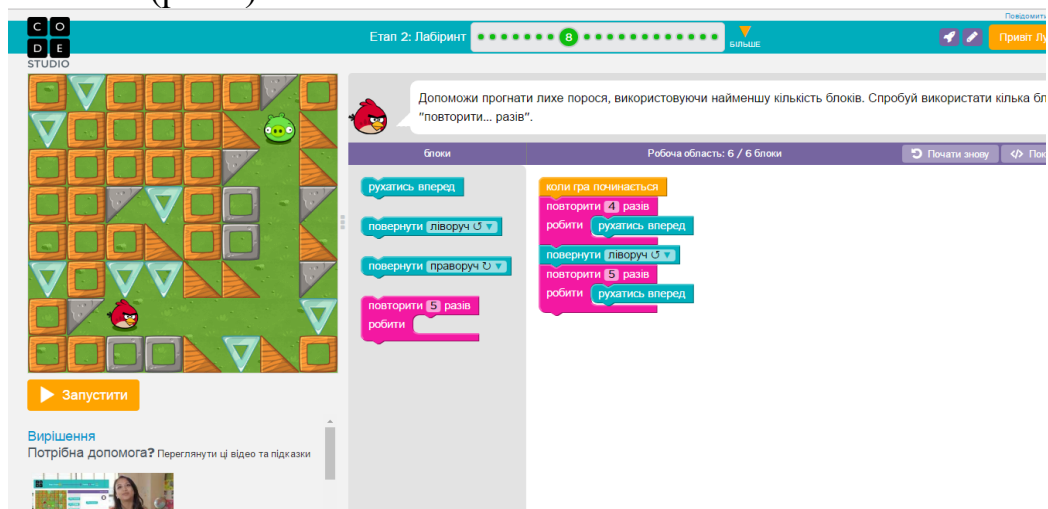 C O
D E
STUDIO
Етап 2: Лабіринт
8
БІЛЬШЕ
Повідомити
Привіт Лу
Допоможи прогнати лихе порося, використовуючи найменшу кількість блоків. Спробуй використати кілька бл
"повторити... разів".
блоки
Робоча область: 6 / 6 блоки
Почати знову
</> Пок
рухатись вперед
повернути ліворуч ↺ ▼
повернути праворуч ↻ ▼
повторити 5 разів
робити
коли гра починається
повторити 4 разів
робити рухатись вперед
повернути ліворуч ↺ ▼
повторити 5 разів
робити рухатись вперед
Запустити
Вирішення
Потрібна допомога? Переглянути ці відео та підказки